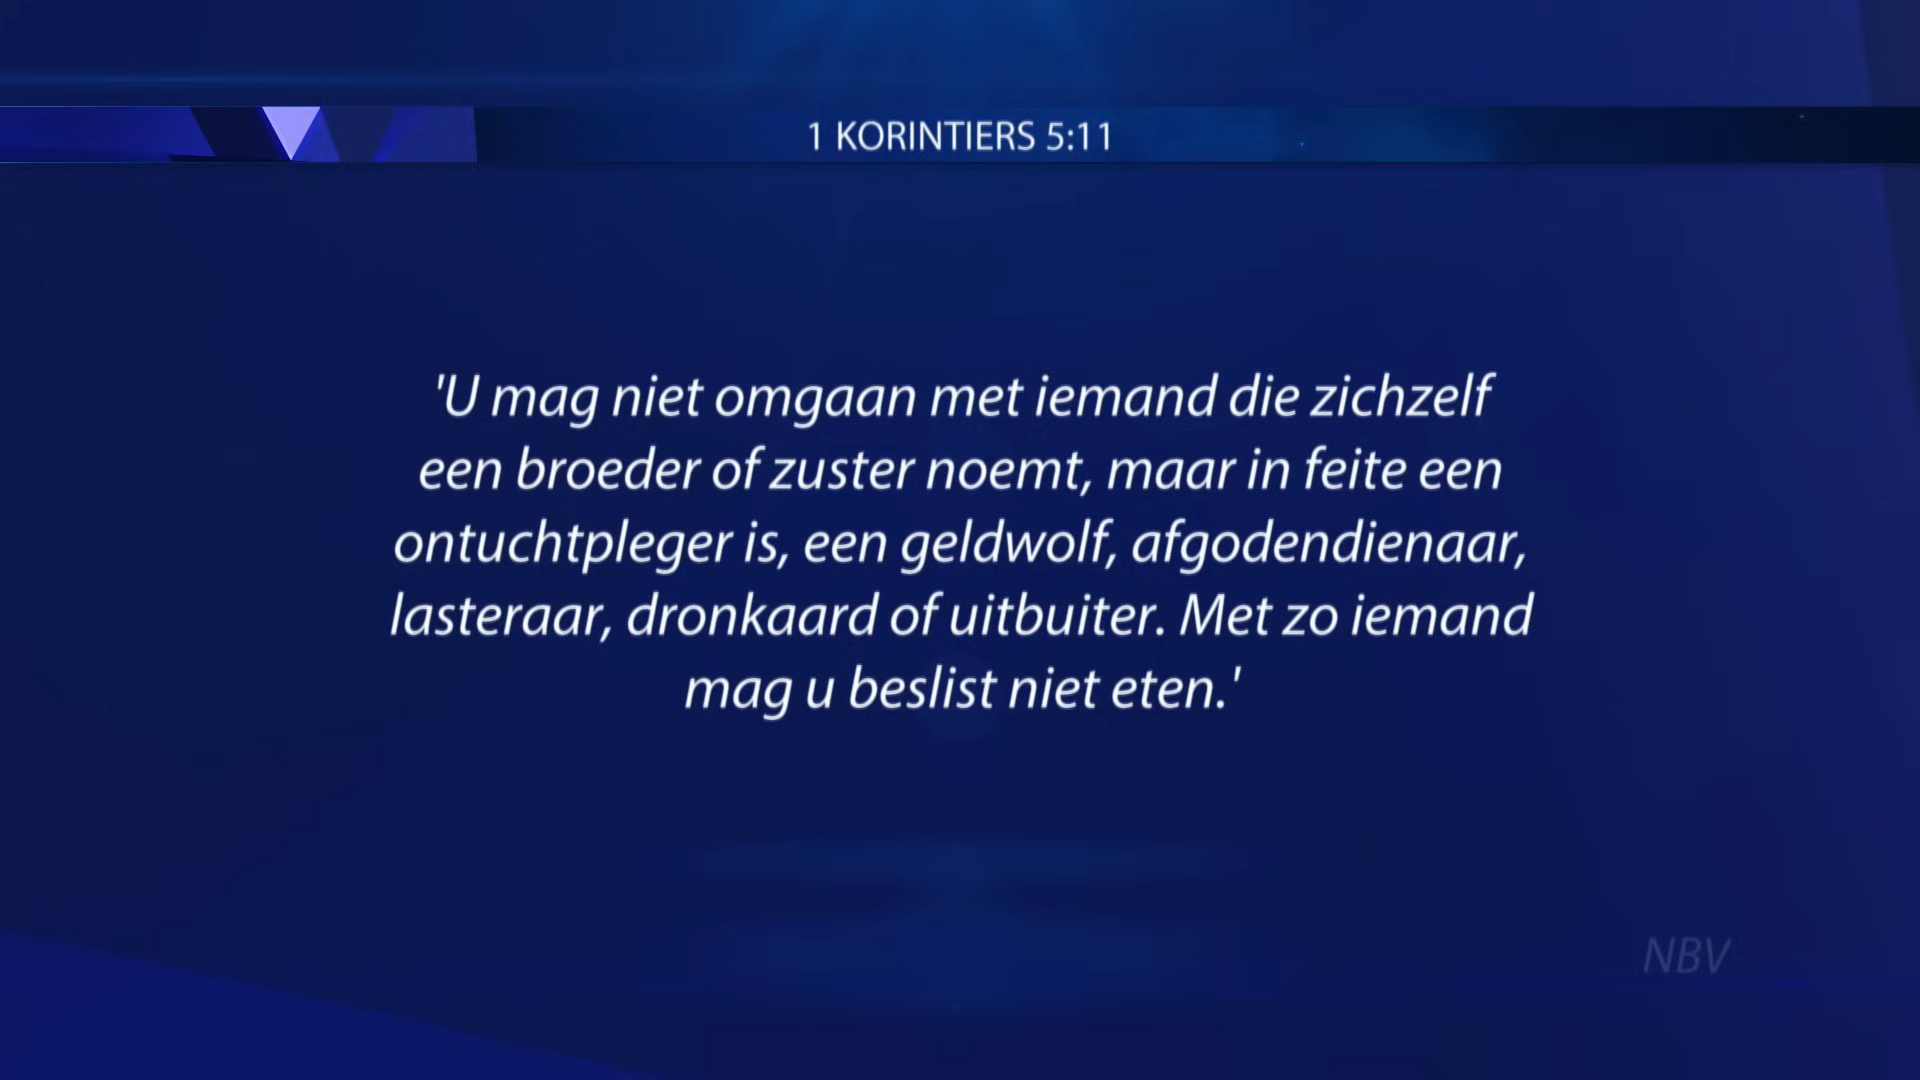 1 KORINTIERS 5:11
'U mag niet omgaan met iemand die zichzelf
een broeder of zuster noemt, maar in feite een
ontuchtpleger is, een geldwolf, afgodendienaar,
lasteraar, dronkaard of uitbuiter. Met zo iemand
mag u beslist niet eten.'
NBV